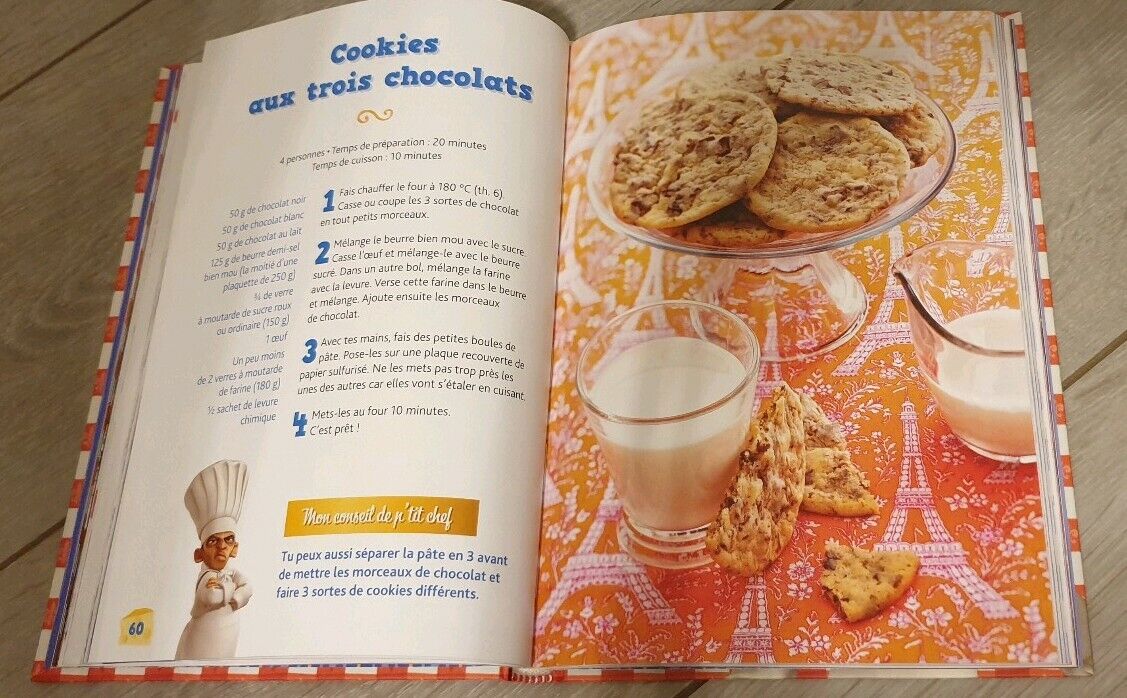 Cookies
aux trois chocolats
4 personnes • Temps de préparation : 20 minutes
Temps de cuisson : 10 minutes
50 g de chocolat noir
50 g de chocolat blanc
50 g de chocolat au lait
125 g de beurre demi-sel
bien mou (la moitié d'une
plaquette de 250 g)
¾ de verre
à moutarde de sucre roux
ou ordinaire (150 g)
1 œuf
Un peu moins
de 2 verres à moutarde
de farine (180 g)
½ sachet de levure
chimique
1 Fais chauffer le four à 180 °C (th. 6).
Casse ou coupe les 3 sortes de chocolat
en tout petits morceaux.
2 Mélange le beurre bien mou avec le sucre.
Casse l'œuf et mélange-le avec le beurre
sucré. Dans un autre bol, mélange la farine
avec la levure. Verse cette farine dans le beurre
et mélange. Ajoute ensuite les morceaux
de chocolat.
3 Avec tes mains, fais des petites boules de
pâte. Pose-les sur une plaque recouverte de
papier sulfurisé. Ne les mets pas trop près les
unes des autres car elles vont s'étaler en cuisant.
4 Mets-les au four 10 minutes.
C'est prêt !
Mon conseil de p'tit chef
Tu peux aussi séparer la pâte en 3 avant
de mettre les morceaux de chocolat et
faire 3 sortes de cookies différents.
60